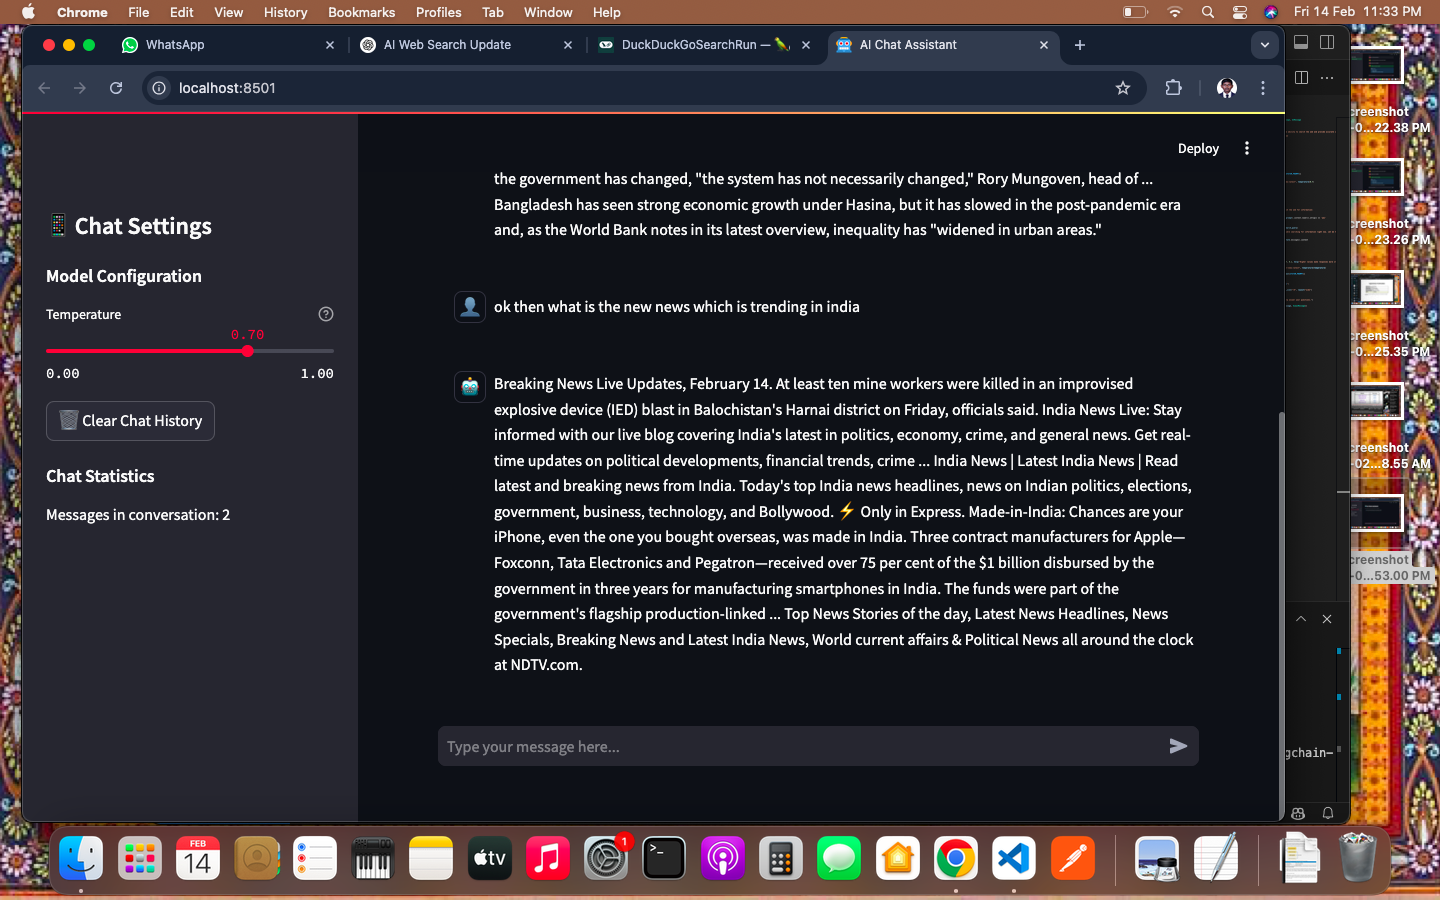 Chrome File Edit View History Bookmarks Profiles Tab Window Help Fri 14 Feb 11:33 PM
WhatsApp
AI Web Search Update
DuckDuckGoSearchRun —
AI Chat Assistant
localhost:8501
Deploy
Chat Settings
Model Configuration
Temperature
0.70
0.00 1.00
Clear Chat History
Chat Statistics
Messages in conversation: 2
the government has changed, "the system has not necessarily changed," Rory Mungoven, head of ...
Bangladesh has seen strong economic growth under Hasina, but it has slowed in the post-pandemic era
and, as the World Bank notes in its latest overview, inequality has "widened in urban areas."
ok then what is the new news which is trending in india
Breaking News Live Updates, February 14. At least ten mine workers were killed in an improvised
explosive device (IED) blast in Balochistan's Harnai district on Friday, officials said. India News Live: Stay
informed with our live blog covering India's latest in politics, economy, crime, and general news. Get real-
time updates on political developments, financial trends, crime ... India News | Latest India News | Read
latest and breaking news from India. Today's top India news headlines, news on Indian politics, elections,
government, business, technology, and Bollywood. ⚡ Only in Express. Made-in-India: Chances are your
iPhone, even the one you bought overseas, was made in India. Three contract manufacturers for Apple—
Foxconn, Tata Electronics and Pegatron—received over 75 per cent of the $1 billion disbursed by the
government in three years for manufacturing smartphones in India. The funds were part of the
government's flagship production-linked ... Top News Stories of the day, Latest News Headlines, News
Specials, Breaking News and Latest India News, World current affairs & Political News all around the clock
at NDTV.com.
Type your message here...
creenshot
-0...22.38 PM
creenshot
-0...23.26 PM
creenshot
-0...25.35 PM
creenshot
-02...8.55 AM
creenshot
-0...53.00 PM
gchain-
FEB
14
tv
1
>_